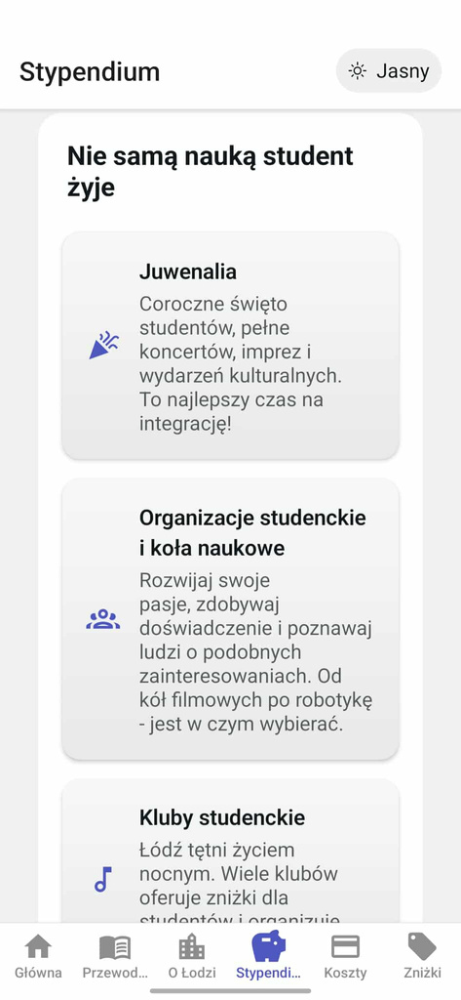 Stypendium
Jasny
Nie samą nauką student
żyje
Juwenalia
Coroczne święto
studentów, pełne
koncertów, imprez i
wydarzeń kulturalnych.
To najlepszy czas na
integrację!
Organizacje studenckie
i koła naukowe
Rozwijaj swoje
pasje, zdobywaj
doświadczenie i poznawaj
ludzi o podobnych
zainteresowaniach. Od
kół filmowych po robotykę
- jest w czym wybierać.
Kluby studenckie
Łódź tętni życiem
nocnym. Wiele klubów
oferuje zniżki dla
studentów i organizuje
Główna
Przewod...
O Łodzi
Stypendi...
Koszty
Zniżki